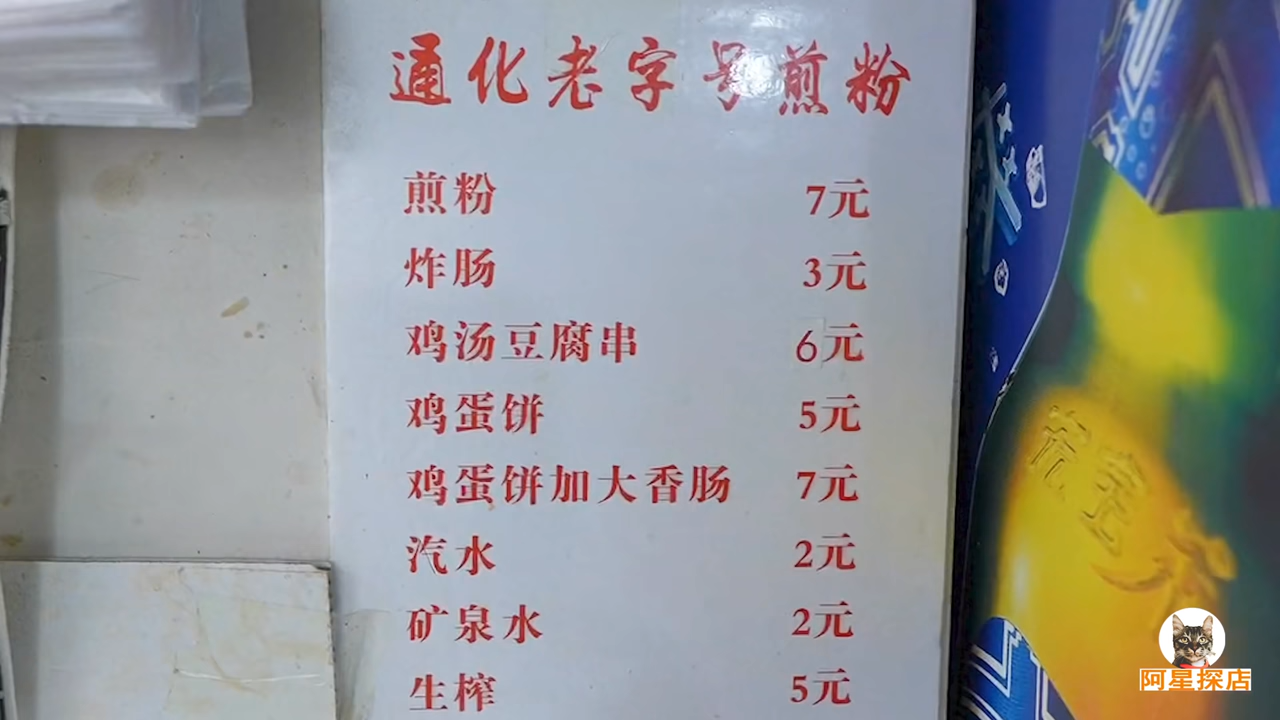 通化老字号煎粉
煎粉 7元
炸肠 3元
鸡汤豆腐串 6元
鸡蛋饼 5元
鸡蛋饼加大香肠 7元
汽水 2元
矿泉水 2元
生榨 5元
阿星探店